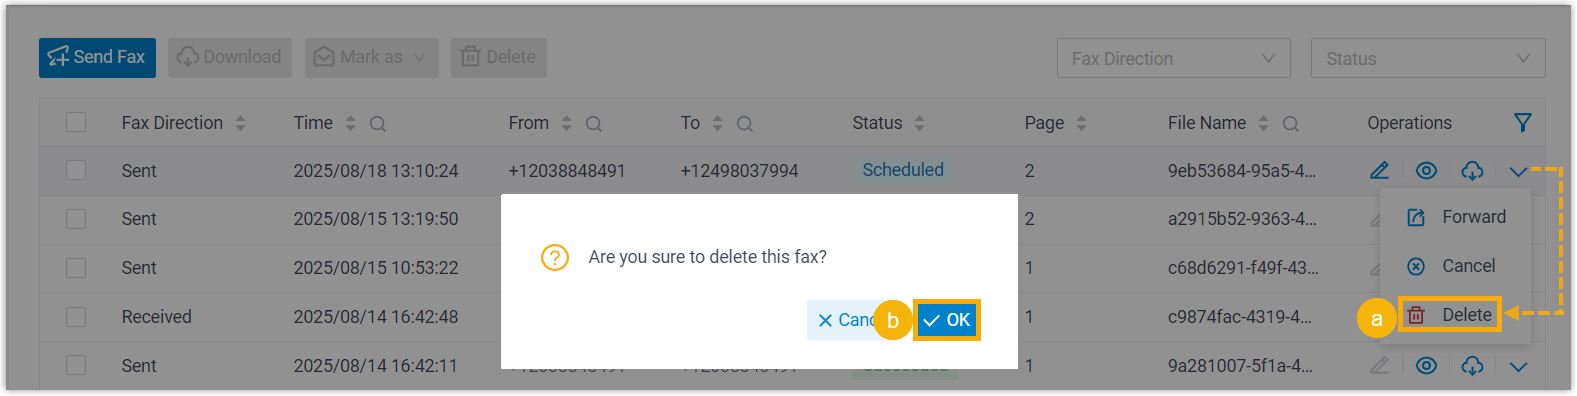 Send Fax Download Mark as Delete Fax Direction Status
Fax Direction Time From To Status Page File Name Operations
Sent 2025/08/18 13:10:24 +12038848491 +12498037994 Scheduled 2 9eb53684-95a5-4...
Sent 2025/08/15 13:19:50 2 a2915b52-9363-4... Forward
Are you sure to delete this fax?
Sent 2025/08/15 10:53:22 1 c68d6291-f49f-43... Cancel
Received 2025/08/14 16:42:48 1 c9874fac-4319-4... a Delete
b OK
Sent 2025/08/14 16:42:11 1 9a281007-5f1a-4...